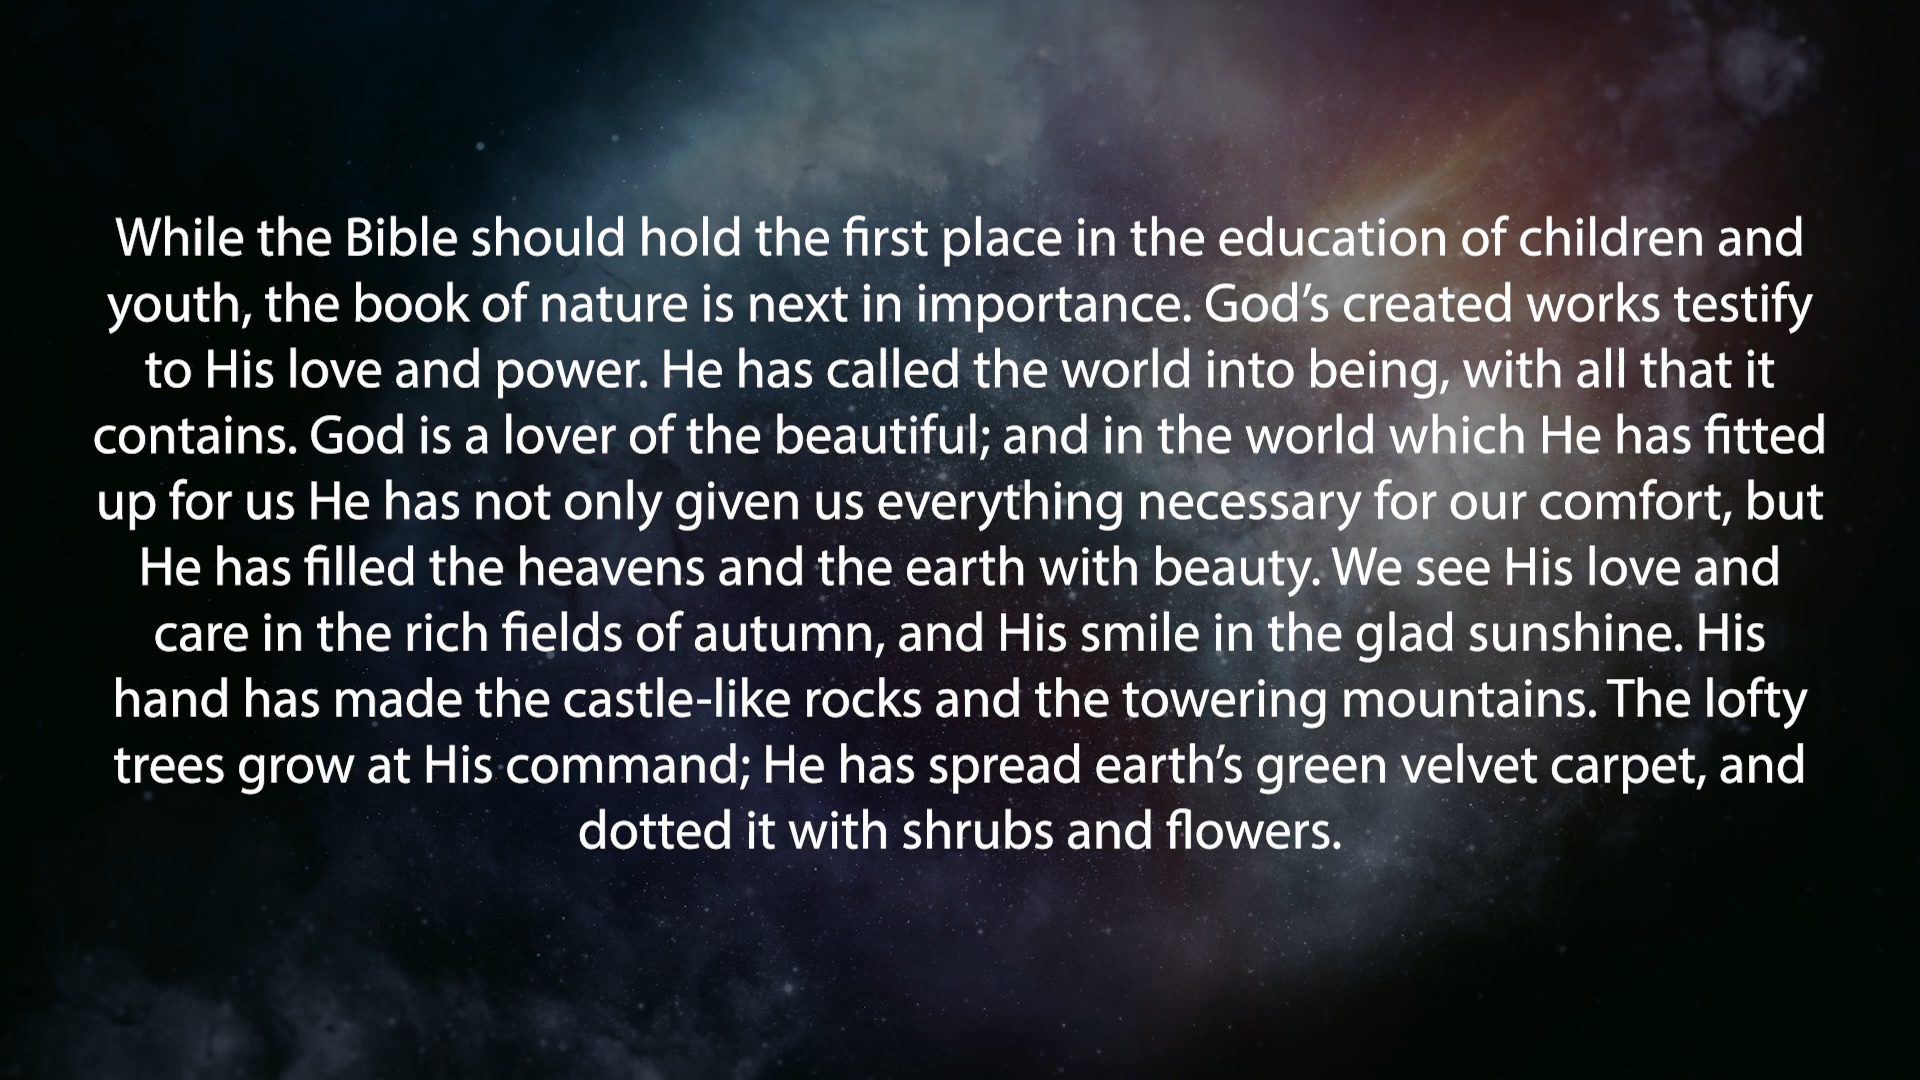 While the Bible should hold the first place in the education of children and
youth, the book of nature is next in importance. God’s created works testify
to His love and power. He has called the world into being, with all that it
contains. God is a lover of the beautiful; and in the world which He has fitted
up for us He has not only given us everything necessary for our comfort, but
He has filled the heavens and the earth with beauty. We see His love and
care in the rich fields of autumn, and His smile in the glad sunshine. His
hand has made the castle-like rocks and the towering mountains. The lofty
trees grow at His command; He has spread earth’s green velvet carpet, and
dotted it with shrubs and flowers.